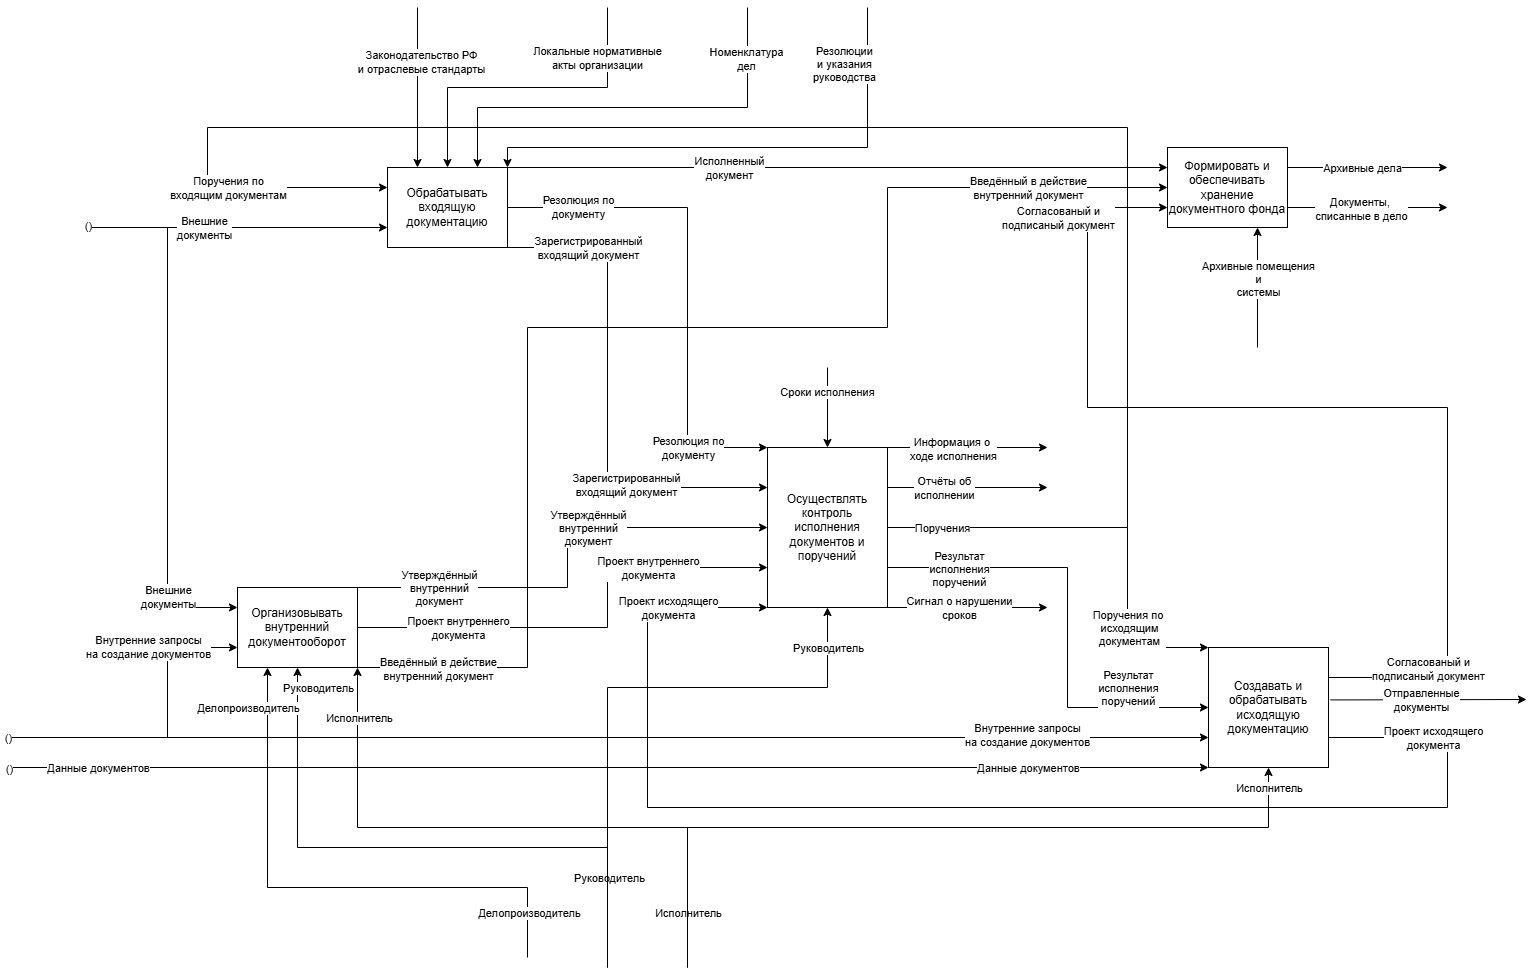 Законодательство РФ
и отраслевые стандарты
Локальные нормативные
акты организации
Номенклатура
дел
Резолюции
и указания
руководства
Поручения по
входящим документам
()
Внешние
документы
Обрабатывать
входящую
документацию
Исполненный
документ
Резолюция по
документу
Зарегистрированный
входящий документ
Введённый в действие
внутренний документ
Согласованый и
подписаный документ
Формировать и
обеспечивать
хранение
документного фонда
Архивные дела
Документы,
списанные в дело
Архивные помещения
и
системы
Сроки исполнения
Резолюция по
документу
Зарегистрированный
входящий документ
Утверждённый
внутренний
документ
Проект внутреннего
документа
Проект исходящего
документа
Осуществлять
контроль
исполнения
документов и
поручений
Информация о
ходе исполнения
Отчёты об
исполнении
Поручения
Результат
исполнения
поручений
Сигнал о нарушении
сроков
Руководитель
Внешние
документы
Внутренние запросы
на создание документов
Организовывать
внутренний
документооборот
Утверждённый
внутренний
документ
Проект внутреннего
документа
Введённый в действие
внутренний документ
Руководитель
Делопроизводитель
Исполнитель
Поручения по
исходящим
документам
Результат
исполнения
поручений
Создавать и
обрабатывать
исходящую
документацию
Согласованый и
подписаный документ
Отправленные
документы
Проект исходящего
документа
()
Внутренние запросы
на создание документов
()
Данные документов
Данные документов
Исполнитель
Руководитель
Делопроизводитель
Исполнитель